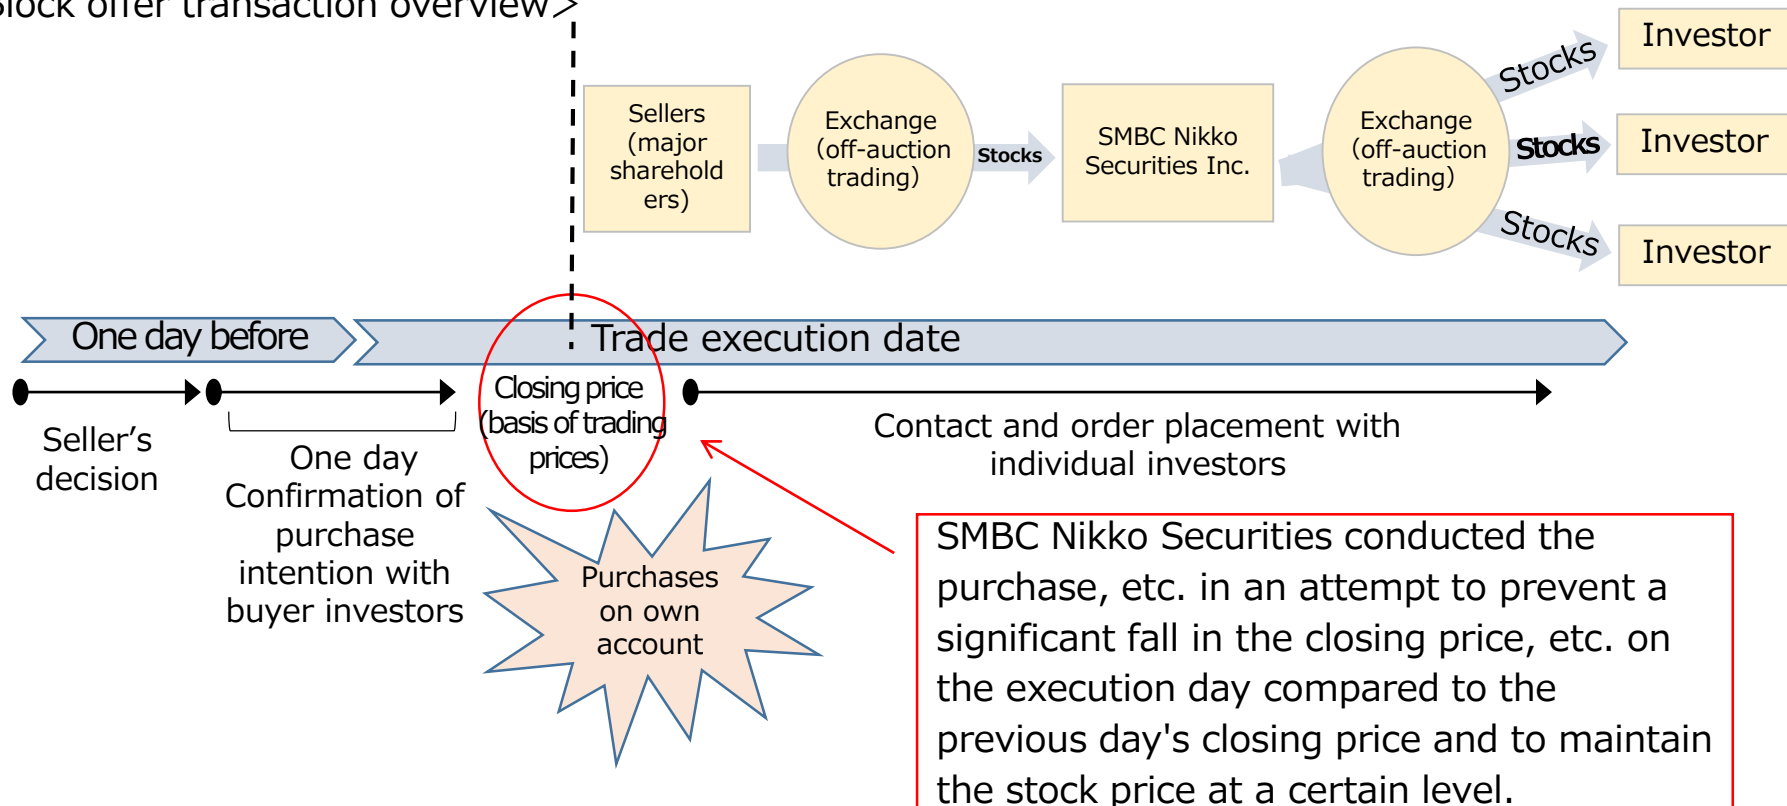 Block offer transaction overview＞
Sellers
(major
sharehold
ers)
Exchange
(off-auction
trading)
Stocks
SMBC Nikko
Securities Inc.
Exchange
(off-auction
trading)
Stocks
Stocks
Stocks
Investor
Investor
Investor
One day before
Trade execution date
Seller's
decision
One day
Confirmation of
purchase
intention with
buyer investors
Closing price
(basis of trading
prices)
Contact and order placement with
individual investors
Purchases
on own
account
SMBC Nikko Securities conducted the
purchase, etc. in an attempt to prevent a
significant fall in the closing price, etc. on
the execution day compared to the
previous day's closing price and to maintain
the stock price at a certain level.